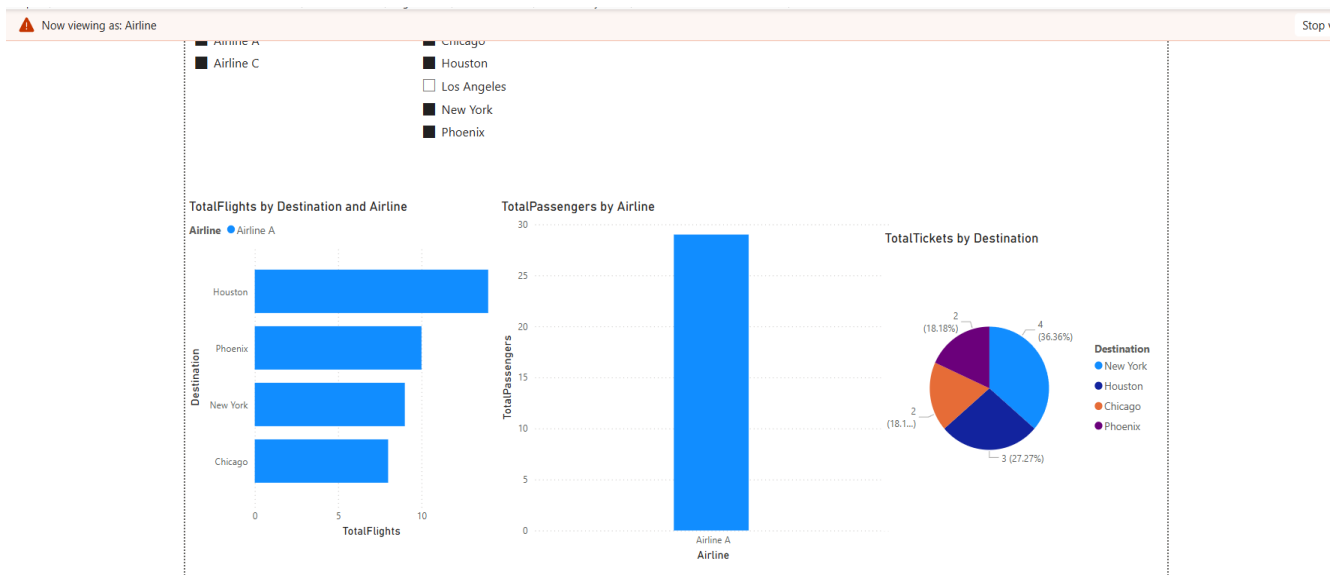 Now viewing as: Airline
Stop
Airline A
Chicago
Airline C
Houston
Los Angeles
New York
Phoenix
TotalFlights by Destination and Airline
Airline Airline A
Destination
Houston
Phoenix
New York
Chicago
0 5 10
TotalFlights
TotalPassengers by Airline
TotalPassengers
30
25
20
15
10
5
0
Airline A
Airline
TotalTickets by Destination
2
(18.18%)
4
(36.36%)
2
(18.1...)
3 (27.27%)
Destination
New York
Houston
Chicago
Phoenix